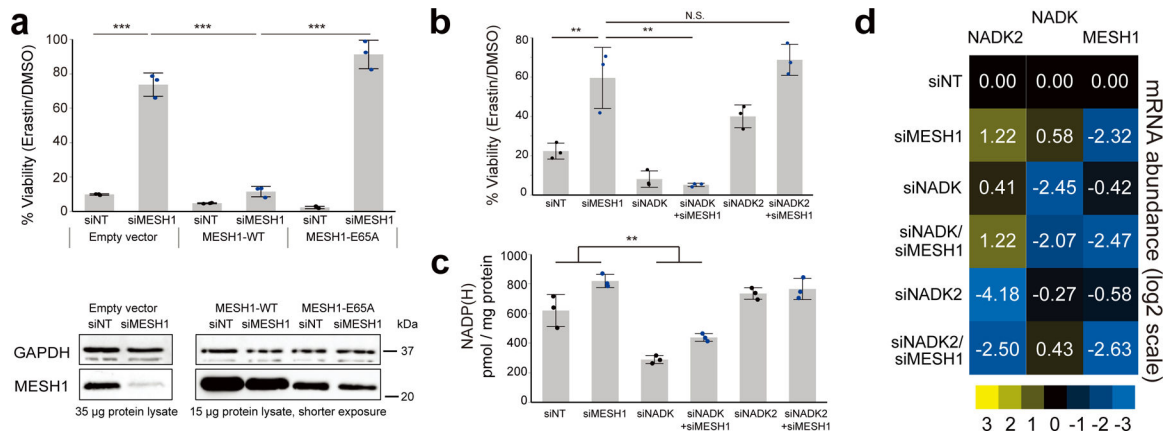 a
% Viability (Erastin/DMSO)
100
80
60
40
20
0
*** *** ***
siNT siMESH1 siNT siMESH1 siNT siMESH1
Empty vector MESH1-WT MESH1-E65A
Empty vector MESH1-WT MESH1-E65A
siNT siMESH1 siNT siMESH1 siNT siMESH1 kDa
GAPDH 37
MESH1 20
35 µg protein lysate 15 µg protein lysate, shorter exposure
b
% Viability (Erastin/DMSO)
80
60
40
20
0
N.S.
** **
siNT siMESH1 siNADK siNADK siNADK2 siNADK2
+siMESH1 +siMESH1
c
NADP(H)
pmol / mg protein
1000
800
600
400
200
0
**
siNT siMESH1 siNADK siNADK siNADK2 siNADK2
+siMESH1 +siMESH1
d
NADK
NADK2 MESH1
siNT 0.00 0.00 0.00
siMESH1 1.22 0.58 -2.32
siNADK 0.41 -2.45 -0.42
siNADK/
siMESH1 1.22 -2.07 -2.47
siNADK2 -4.18 -0.27 -0.58
siNADK2/
siMESH1 -2.50 0.43 -2.63
mRNA abundance (log2 scale)
3 2 1 0 -1 -2 -3